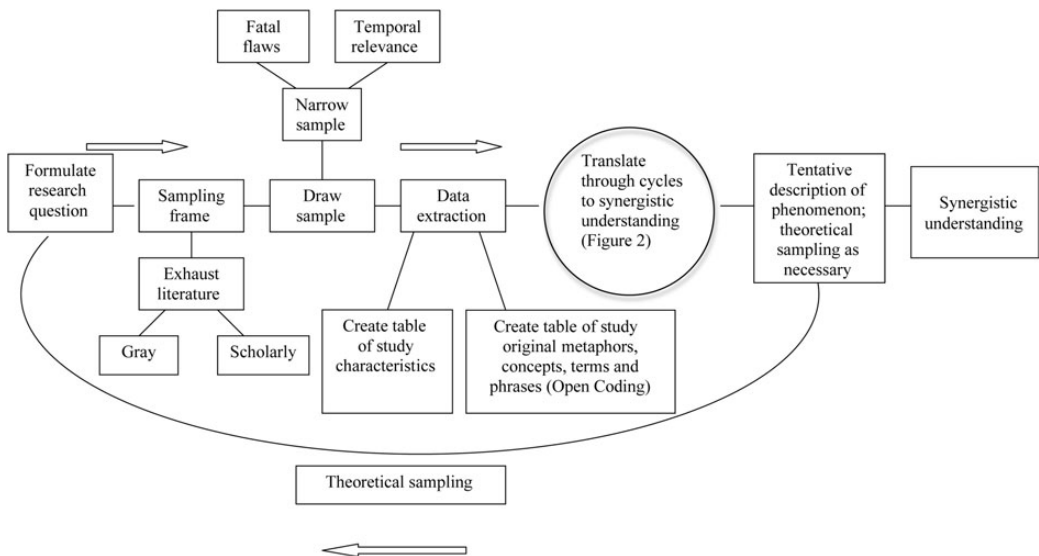 Fatal
flaws
Temporal
relevance
Narrow
sample
Formulate
research
question
Sampling
frame
Draw
sample
Data
extraction
Translate
through cycles
to synergistic
understanding
(Figure 2)
Tentative
description of
phenomenon;
theoretical
sampling as
necessary
Synergistic
understanding
Exhaust
literature
Gray
Scholarly
Create table
of study
characteristics
Create table of study
original metaphors,
concepts, terms and
phrases (Open Coding)
Theoretical sampling